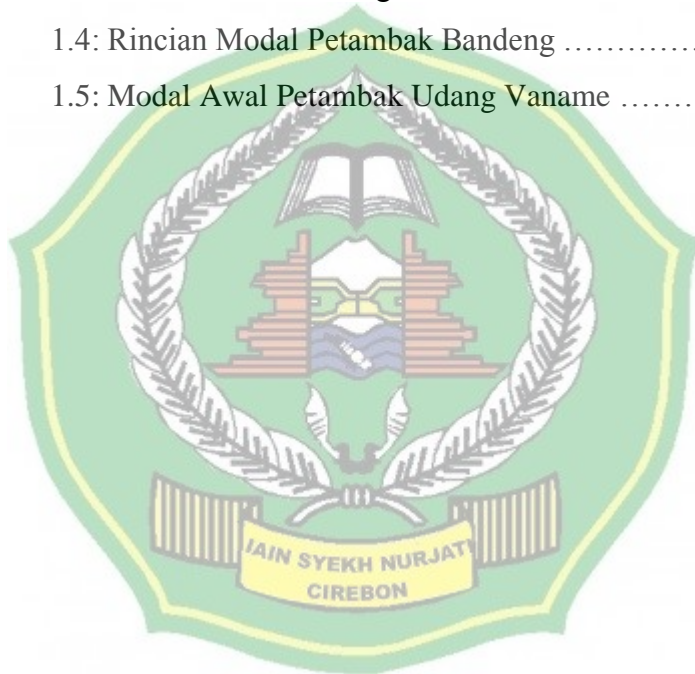 1.4: Rincian Modal Petambak Bandeng ……………
1.5: Modal Awal Petambak Udang Vaname ………
IAIN SYEKH NURJATI
CIREBON